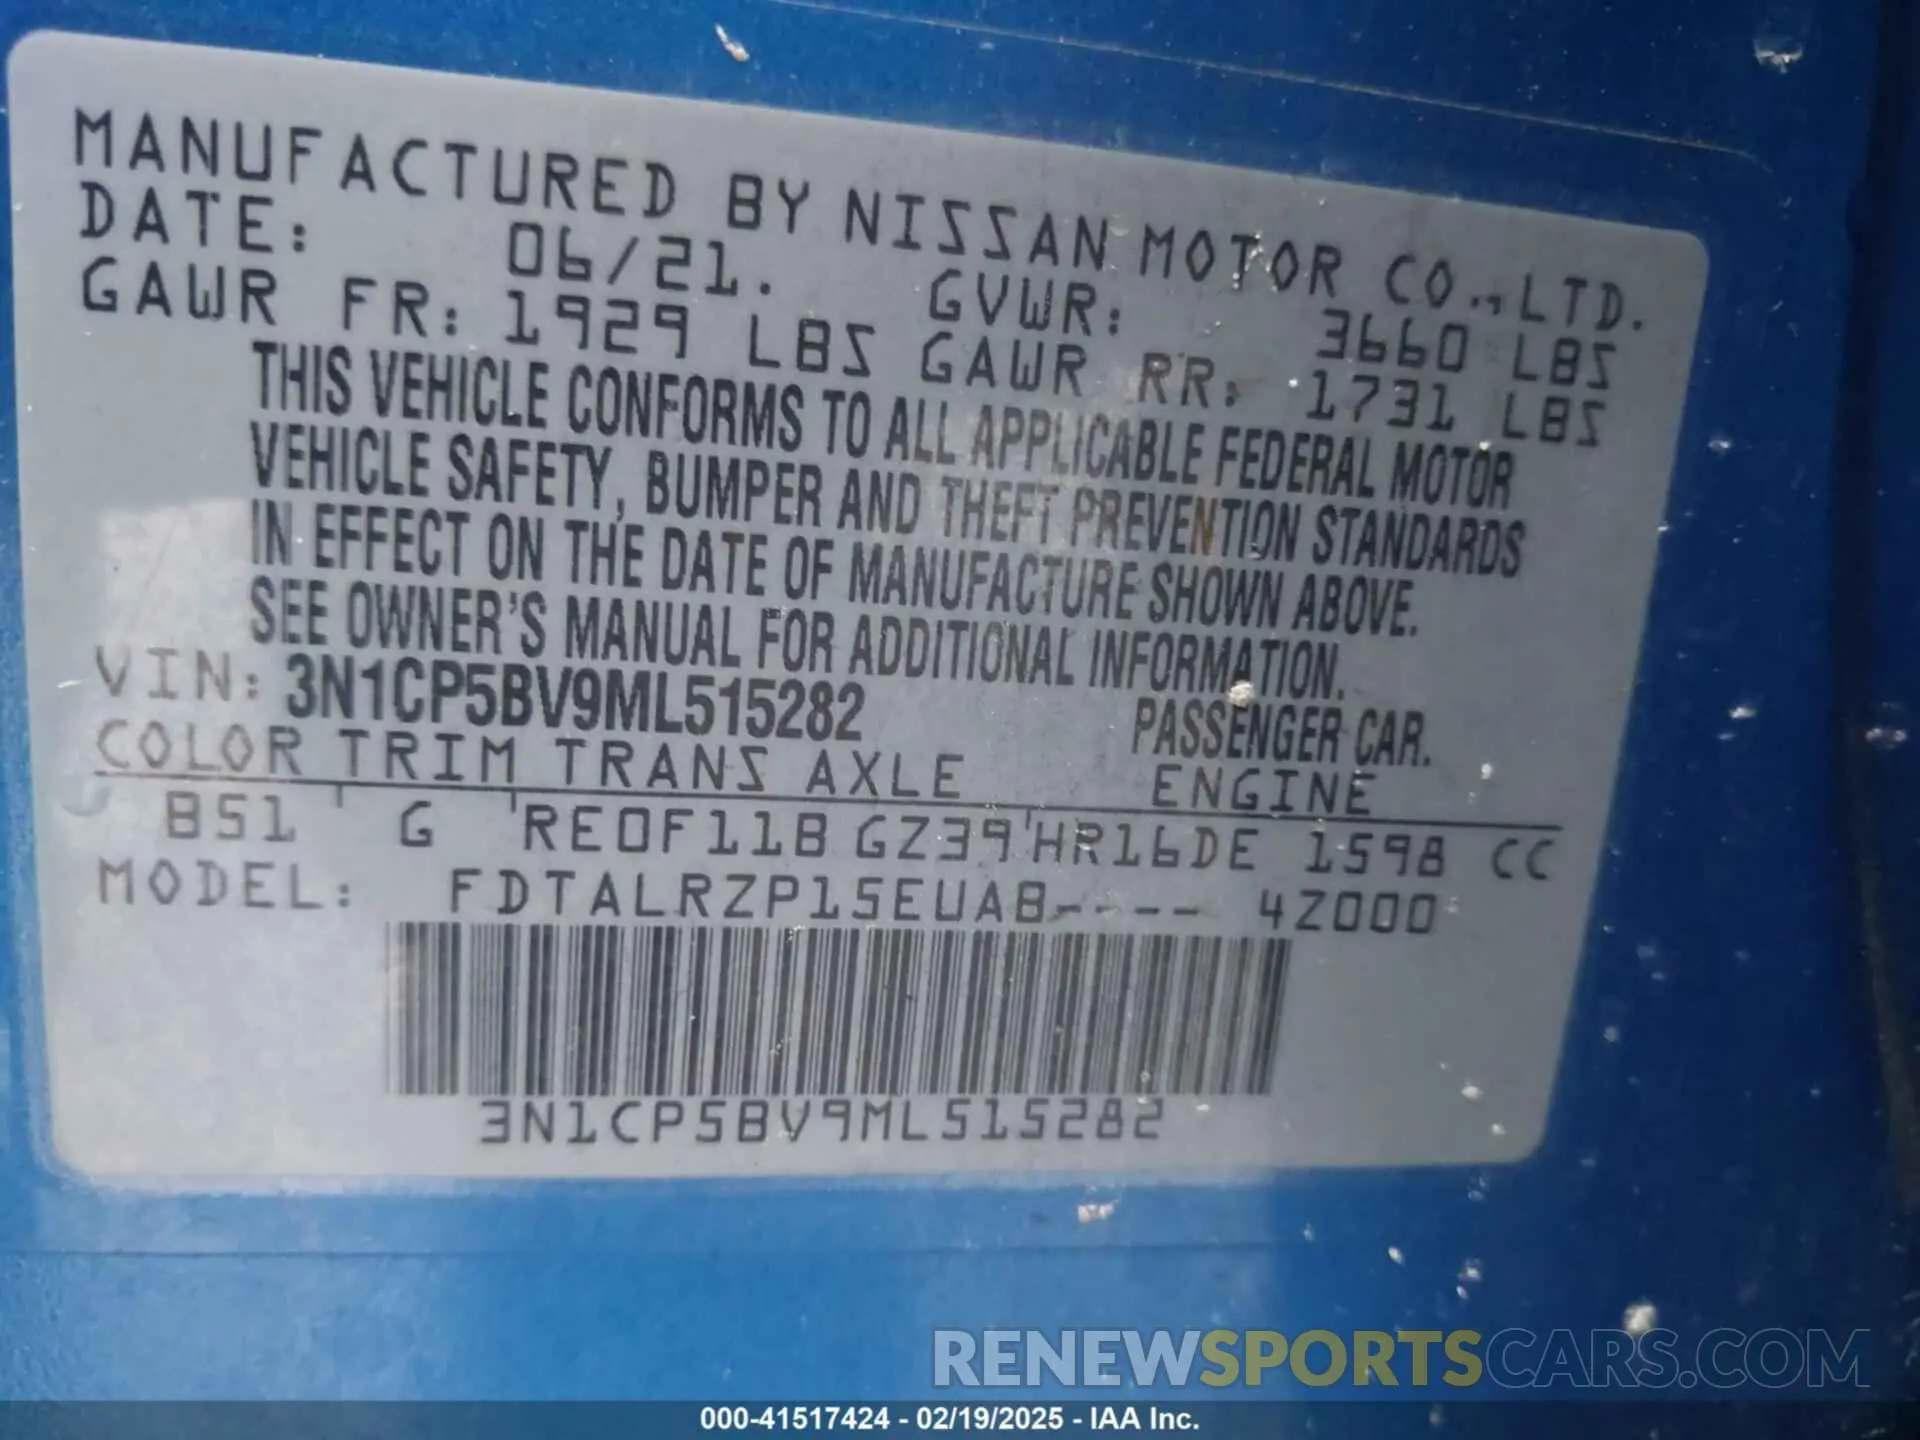 MANUFACTURED BY NISSAN MOTOR CO.,LTD.
DATE: 06/21. GVWR: 3660 LBS
GAWR FR: 1929 LBS GAWR RR: 1731 LBS
THIS VEHICLE CONFORMS TO ALL APPLICABLE FEDERAL MOTOR
VEHICLE SAFETY, BUMPER AND THEFT PREVENTION STANDARDS
IN EFFECT ON THE DATE OF MANUFACTURE SHOWN ABOVE.
SEE OWNER'S MANUAL FOR ADDITIONAL INFORMATION.
VIN: 3N1CP5BV9ML515282 PASSENGER CAR.
COLOR TRIM TRANS AXLE ENGINE
B51 G RE0F11B GZ39 HR16DE 1598 CC
MODEL: FDTALRZP15EUAB---- 4Z000
3N1CP5BV9ML515282
RENEWSPORTSCARS.COM
000-41517424 - 02/19/2025 - IAA Inc.